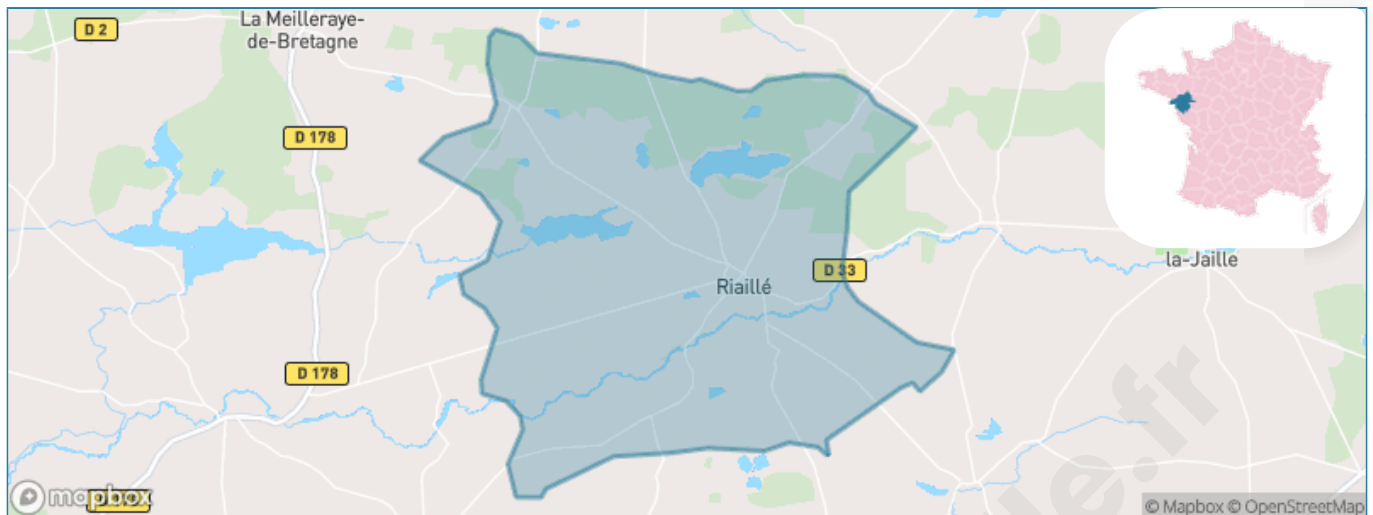 La Meilleraye-
de-Bretagne
D 2
D 178
Riaillé
D 33
la-Jaille
D 178
mapbox
© Mapbox © OpenStreetMap